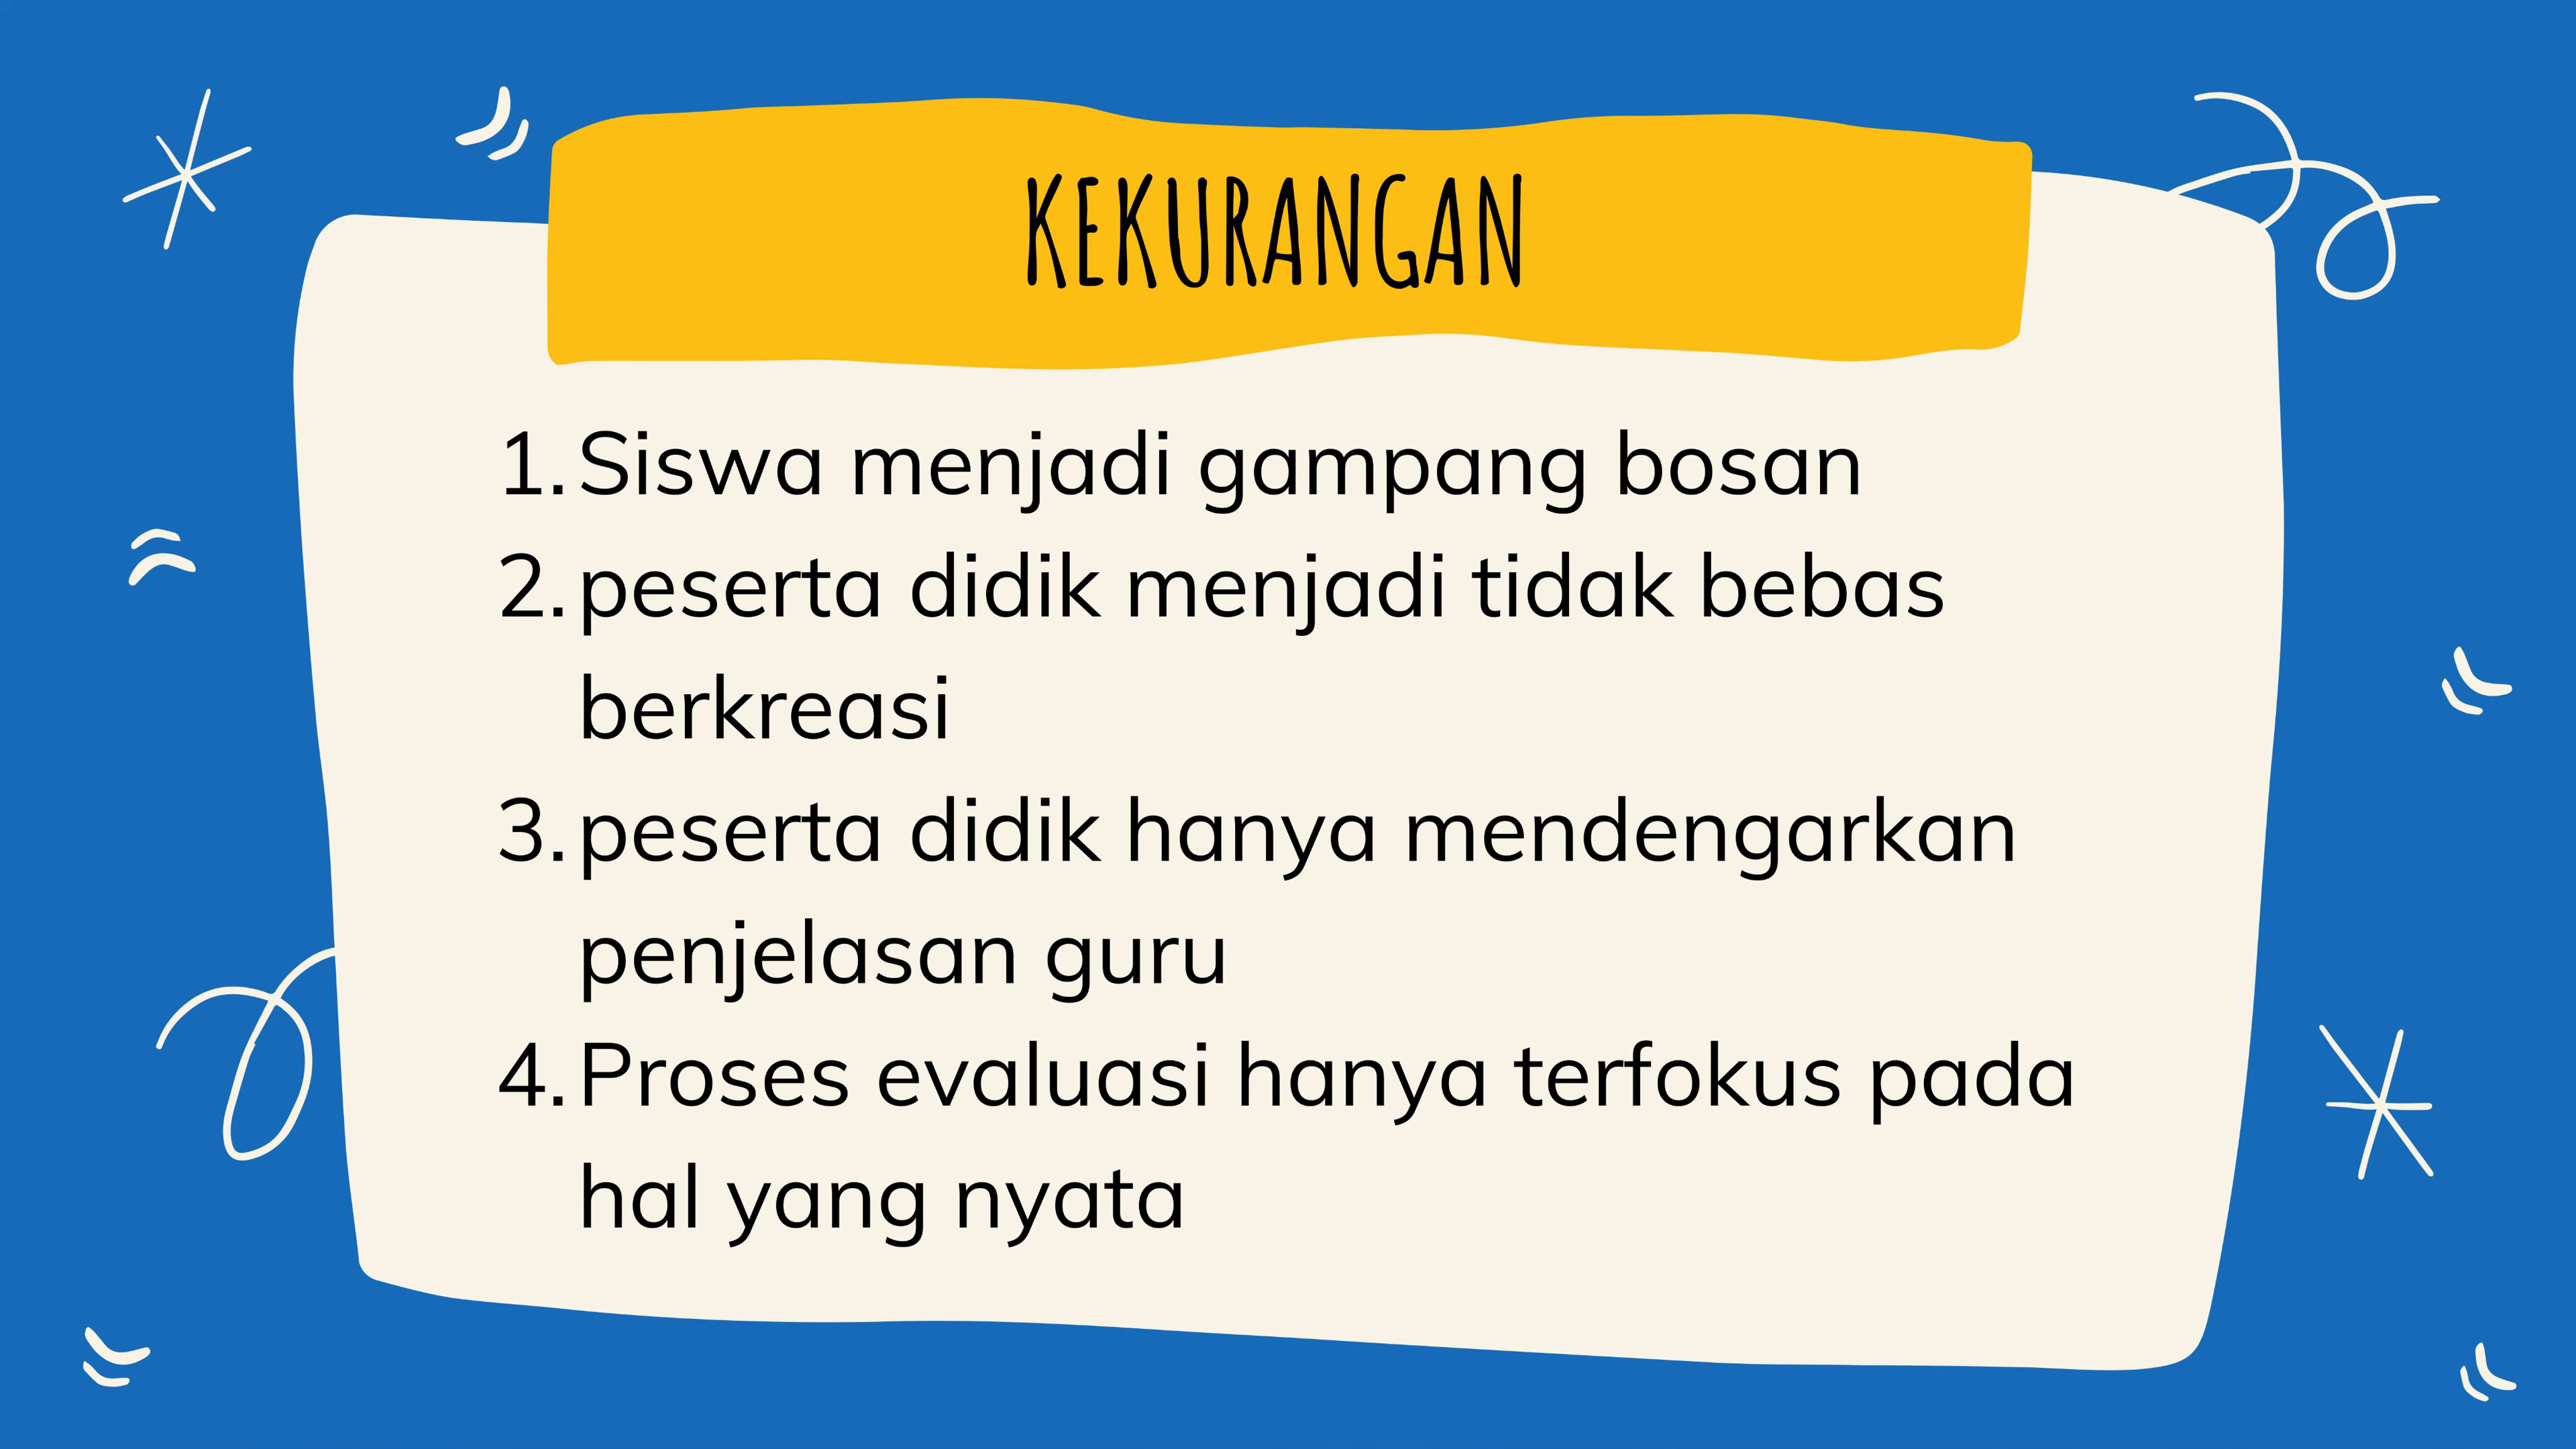 KEKURANGAN
1. Siswa menjadi gampang bosan
2. peserta didik menjadi tidak bebas
berkreasi
3. peserta didik hanya mendengarkan
penjelasan guru
4. Proses evaluasi hanya terfokus pada
hal yang nyata